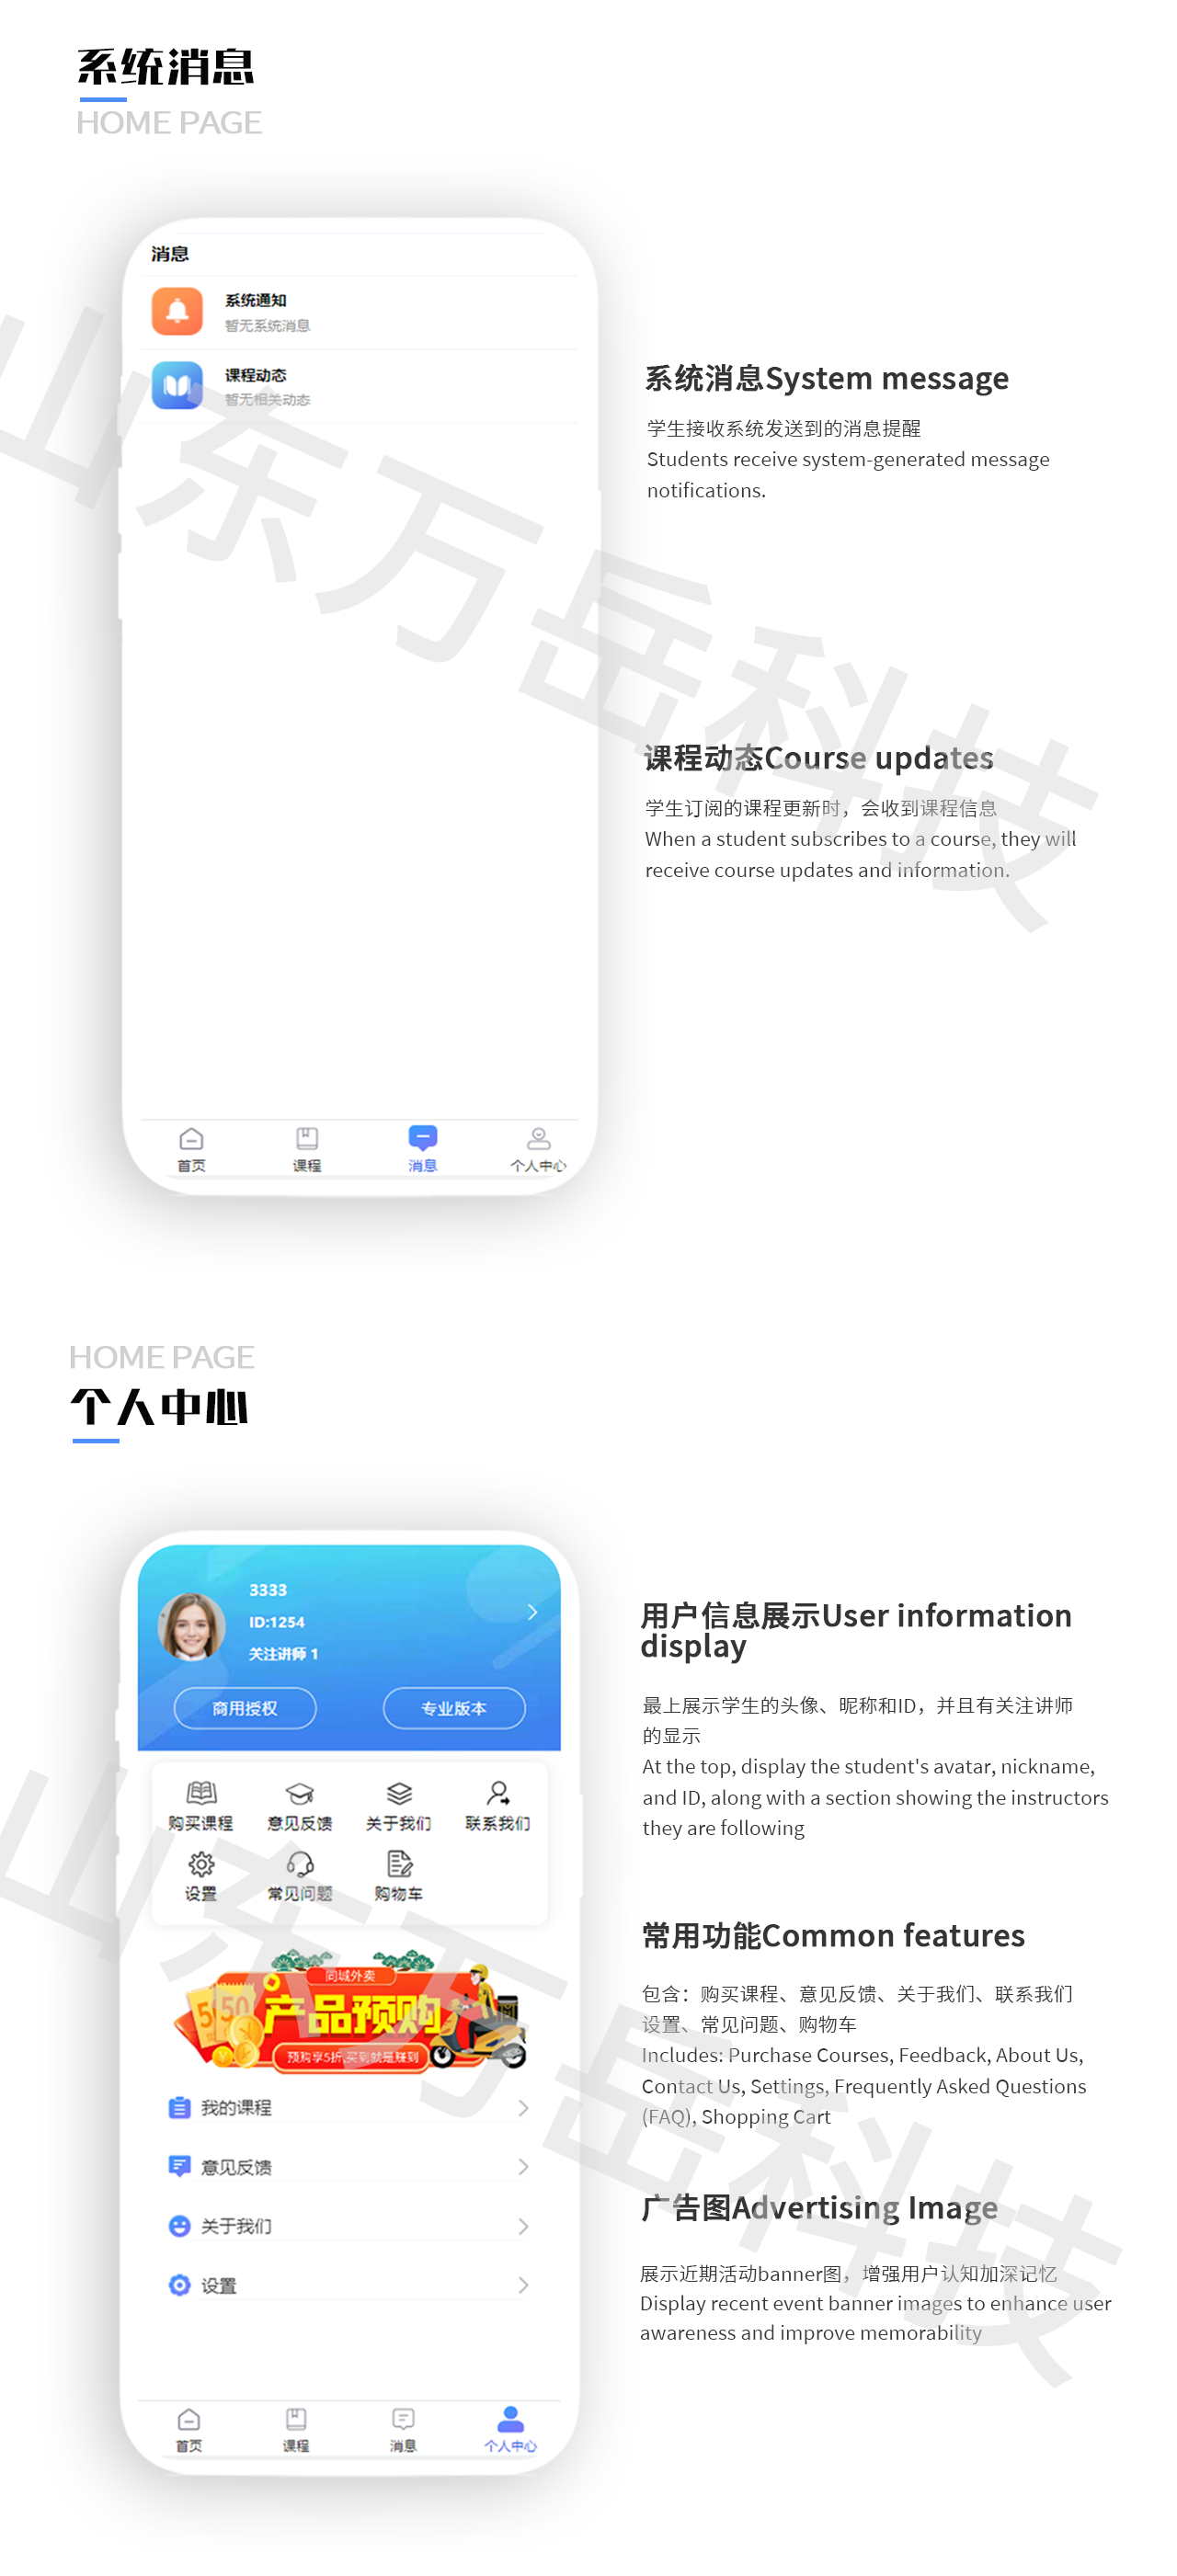 系统消息
HOME PAGE
消息
系统通知
暂无系统消息
课程动态
暂无相关动态
首页
课程
消息
个人中心
系统消息System message
学生接收系统发送到的消息提醒
Students receive system-generated message
notifications.
课程动态Course updates
学生订阅的课程更新时，会收到课程信息
When a student subscribes to a course, they will
receive course updates and information.
山东万岳科技
HOME PAGE
个人中心
3333
ID:1254
关注讲师 1
商用授权
专业版本
购买课程
意见反馈
关于我们
联系我们
设置
常见问题
购物车
同城外卖
50
50
产品预购
预购享5折,买到就是赚到
我的课程
意见反馈
关于我们
设置
首页
课程
消息
个人中心
用户信息展示User information
display
最上展示学生的头像、昵称和ID，并且有关注讲师
的显示
At the top, display the student's avatar, nickname,
and ID, along with a section showing the instructors
they are following
常用功能Common features
包含：购买课程、意见反馈、关于我们、联系我们
设置、常见问题、购物车
Includes: Purchase Courses, Feedback, About Us,
Contact Us, Settings, Frequently Asked Questions
(FAQ), Shopping Cart
广告图Advertising Image
展示近期活动banner图，增强用户认知加深记忆
Display recent event banner images to enhance user
awareness and improve memorability
山东万岳科技